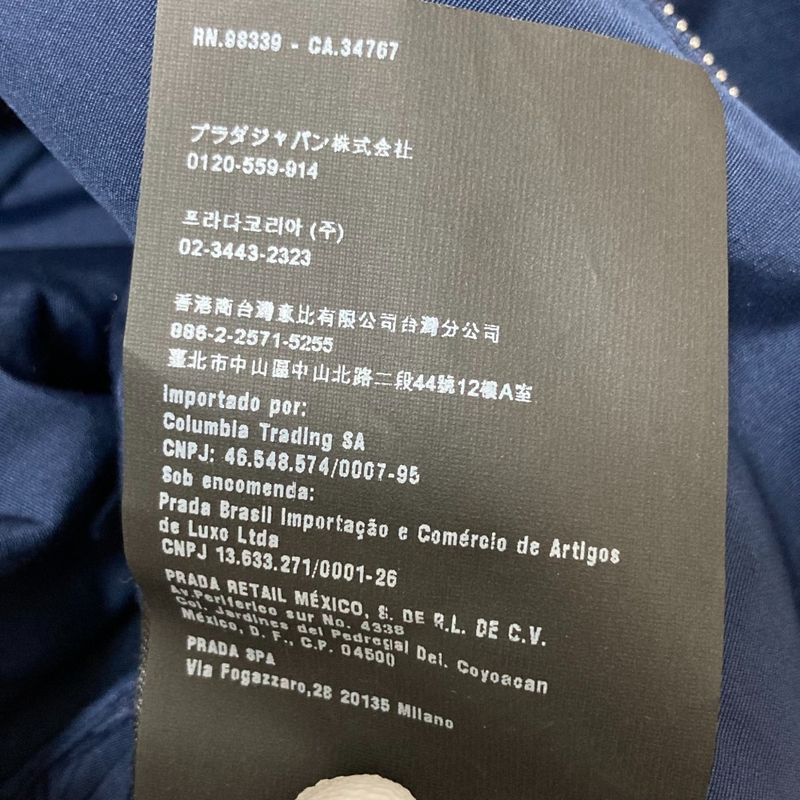 RN.98339 - CA.34767
プラダジャパン株式会社
0120-559-914
프라다코리아 (주)
02-3443-2323
香港商台灣意比有限公司台灣分公司
886-2-2571-5255
臺北市中山區中山北路二段44號12樓A室
Importado por:
Columbia Trading SA
CNPJ: 46.548.574/0007-95
Sob encomenda:
Prada Brasil Importação e Comércio de Artigos
de Luxo Ltda
CNPJ 13.633.271/0001-26
PRADA RETAIL MÉXICO, S. DE R.L. DE C.V.
Av.Periferico sur No. 4338
Col. Jardines del Pedregal Del. Coyoacan
México, D. F., C.P. 04500
PRADA SPA
Via Fogazzaro,28 20135 Milano